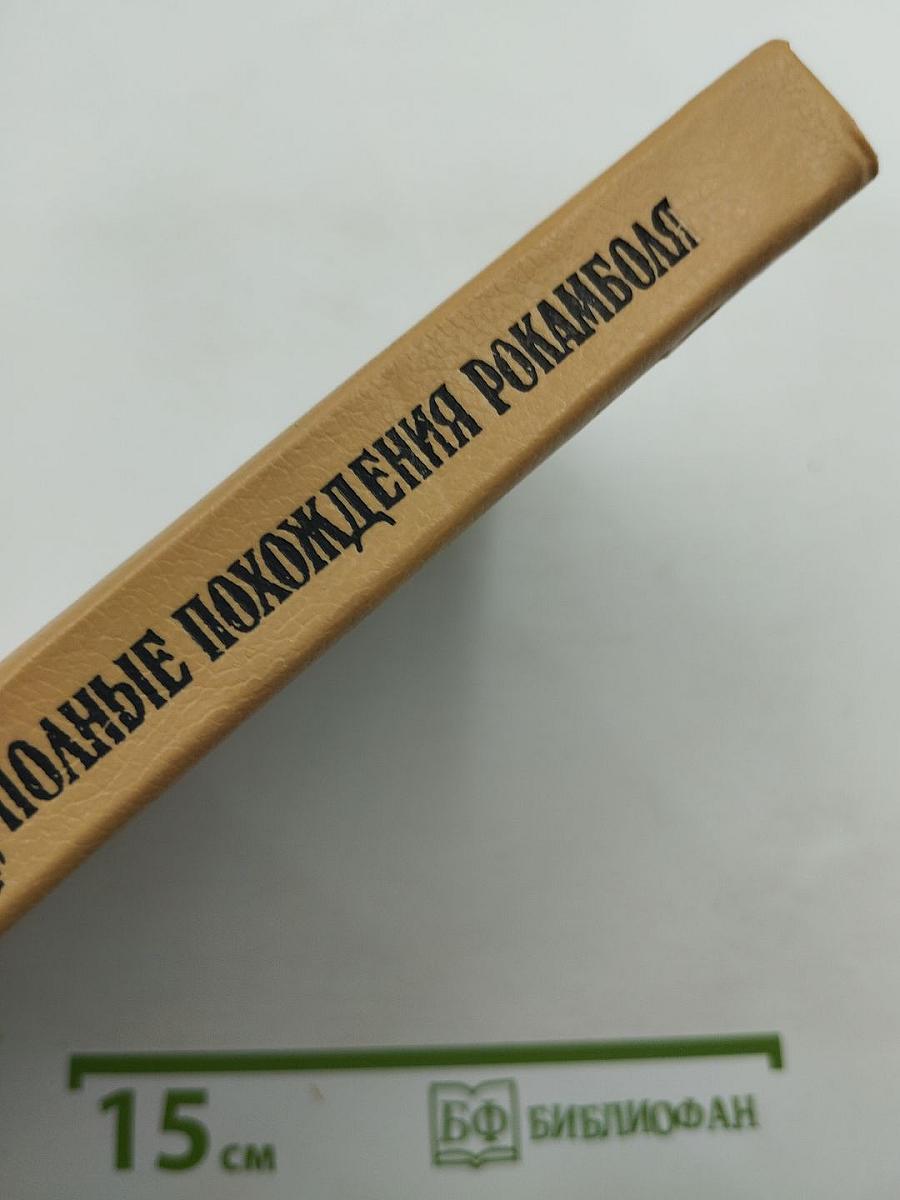 ПОЛНЫЕ ПОХОЖДЕНИЯ РОКАМБОЛЯ
15 см
БФ БИБЛИОФАН